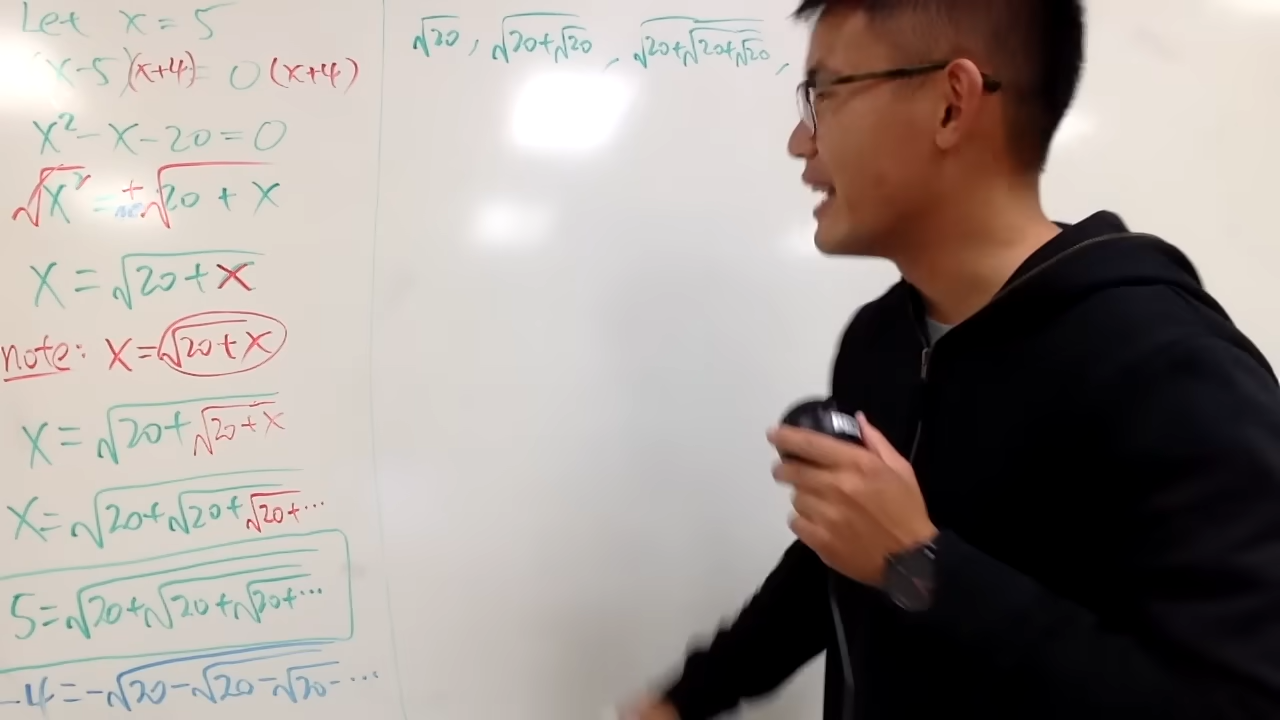 Let x = 5
(x-5)(x+4) = 0(x+4)
x² - x - 20 = 0
√x² = ±√20 + x
x = √20 + x
note: x = √20 + x
x = √20 + √20 + x
x = √20 + √20 + √20 + ...
5 = √20 + √20 + √20 + ...
-4 = -√20 - √20 - √20 - ...
√20, √20+√20, √20+√20+√20,